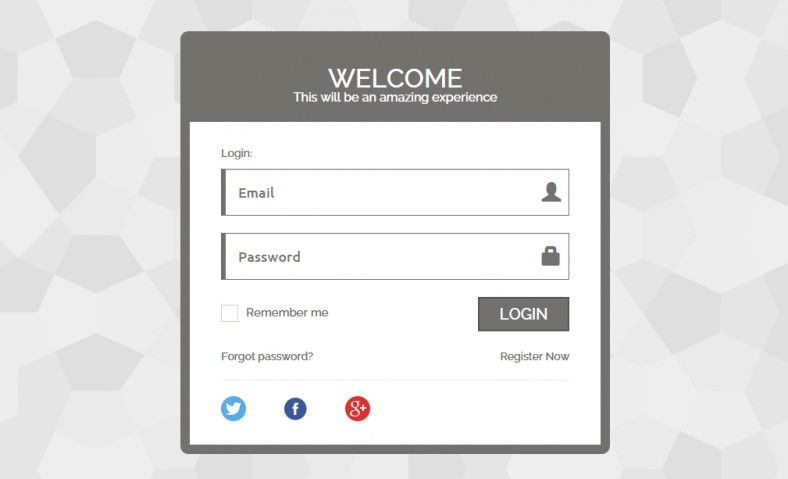 WELCOME
This will be an amazing experience
Login:
Email
Password
Remember me
LOGIN
Forgot password?
Register Now